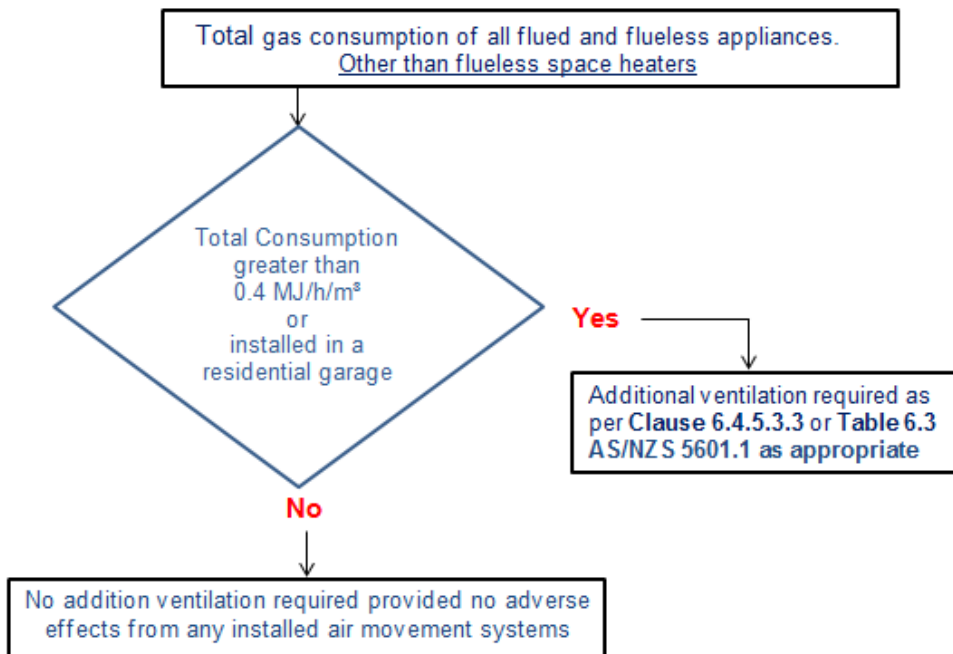 Total gas consumption of all flued and flueless appliances.
Other than flueless space heaters
Total Consumption
greater than
0.4 MJ/h/m³
or
installed in a
residential garage
Yes
Additional ventilation required as
per Clause 6.4.5.3.3 or Table 6.3
AS/NZS 5601.1 as appropriate
No
No addition ventilation required provided no adverse
effects from any installed air movement systems